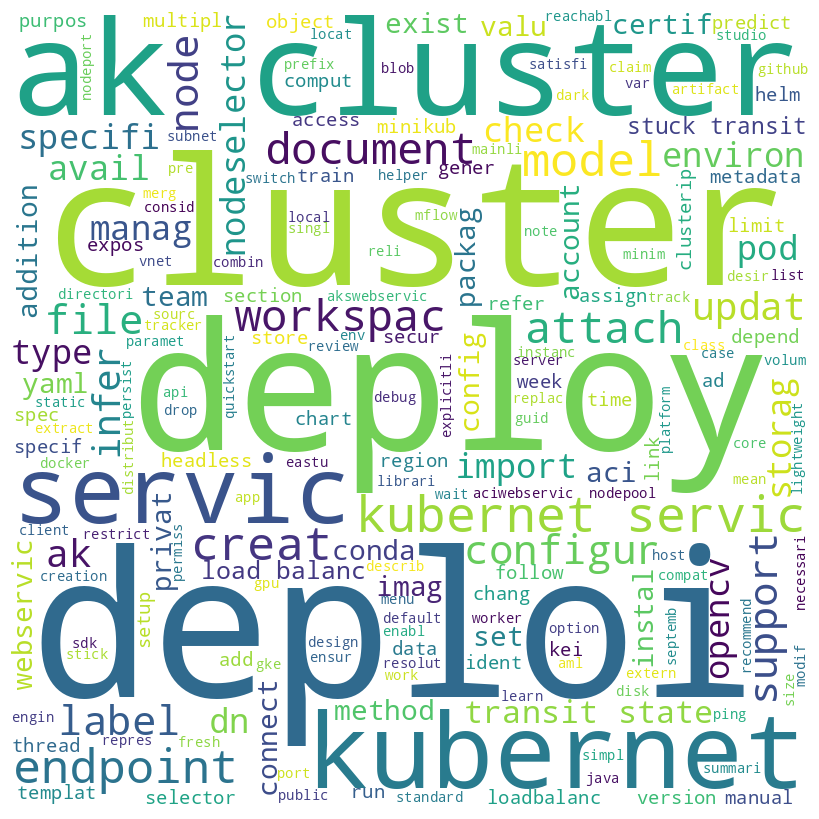 purpos
multipl
object
locat
exist
valu
reachabl
certif
predict
studio
ak cluster
nodeport
node
nodeselector
prefix
comput
blob
satisfi
claim
var
github
dark
artifact
helm
specifi
subnet
access
document
minikub
check
mainli
stuck transit
avail
pre
switch
train
helper
gener
model
environ
metadata
addition
merg
consid
cluster
local
singl
mflow
note
account
clusterip
limit
manag
expos
vnet
combin
reli
packag
minim
pod
desir
list
directori
team
section
akswebservic
refer
assign
track
file
sourc
tracker
workspac
store
env
secur
config
attach
updat
type
paramet
review
instanc
class
depend
infer
persist
api
quickstart
deploy
explicitli
server
week
case
volum
yaml
static
drop
debug
replac
ad
spec
guid
time
platform
storag
lightweight
extract
distribut
chart
link
core
specif
headless
region
import
mean
docker
eastu
aci
servic
app
librari
wait
aciwebservic
nodepool
client
restrict
privat
permiss
kubernet servic
ak
creat
conda
configur
host
necessari
webservic
creation
load balanc
describ
imag
follow
compat
support
opencv
recommend
gpu
menu
chang
instal
setup
deploi
default
worker
set
option
septemb
sdk
design
enabl
kei
stick
add
gke
ensur
data
resolut
ident
aml
extern
modif
size
work
learn
disk
engin
label
dn
connect
method
transit state
ping
thread
repres
fresh
endpoint
port
kubernet
simpl
java
summari
templat
selector
public
run
standard
loadbalanc
version
manual